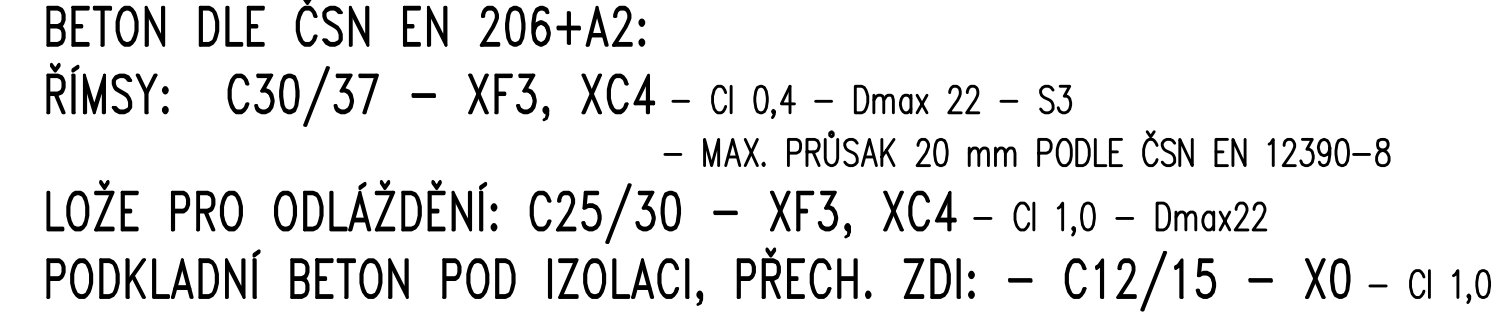 BETON DLE ČSN EN 206+A2:
ŘÍMSY: C30/37 – XF3, XC4 – Cl 0,4 – Dmax 22 – S3
– MAX. PRŮSAK 20 mm PODLE ČSN EN 12390–8
LOŽE PRO ODLÁŽDĚNÍ: C25/30 – XF3, XC4 – Cl 1,0 – Dmax22
PODKLADNÍ BETON POD IZOLACI, PŘECH. ZDI: – C12/15 – X0 – Cl 1,0